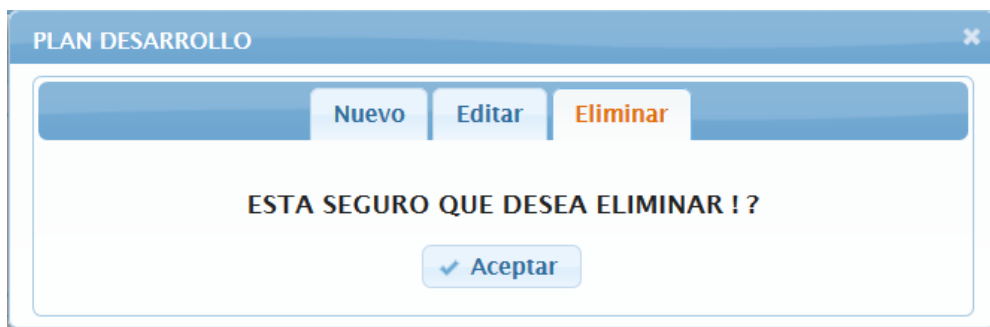 PLAN DESARROLLO
Nuevo Editar Eliminar
ESTA SEGURO QUE DESEA ELIMINAR ! ?
Aceptar